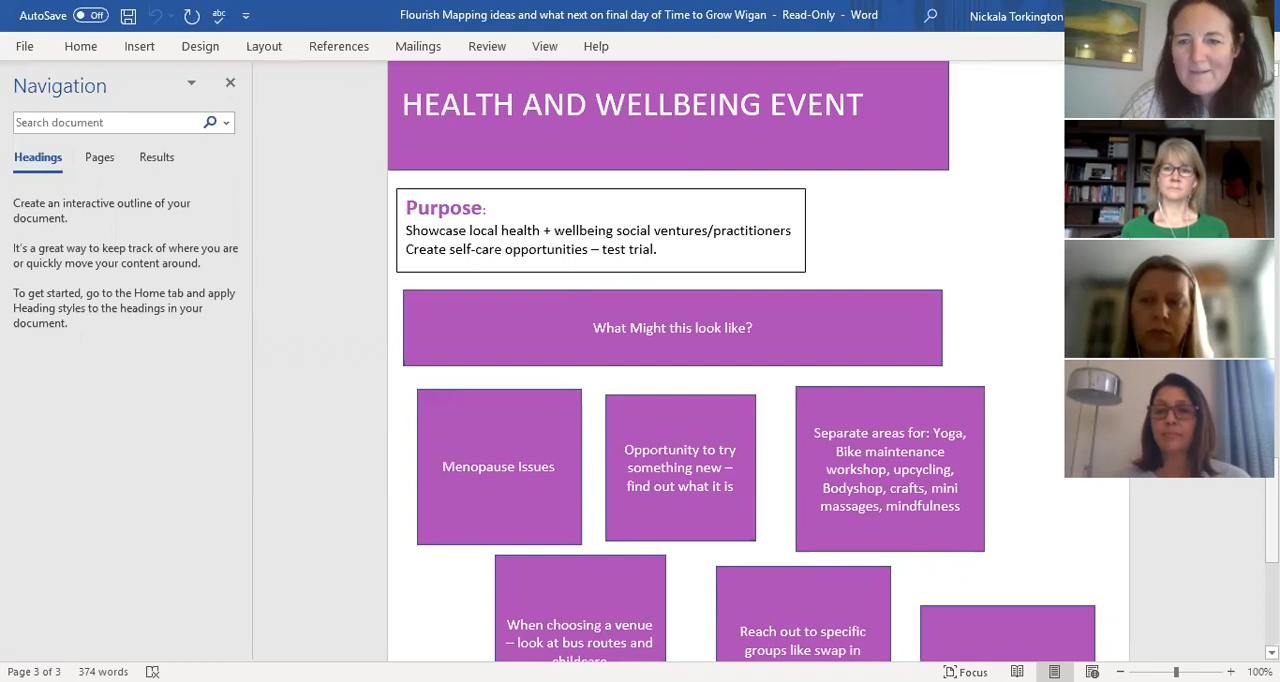 AutoSave Off
Flourish Mapping ideas and what next on final day of Time to Grow Wigan - Read-Only - Word
Nickala Torkington
File Home Insert Design Layout References Mailings Review View Help
Navigation
Search document
Headings Pages Results
Create an interactive outline of your
document.
It's a great way to keep track of where you are
or quickly move your content around.
To get started, go to the Home tab and apply
Heading styles to the headings in your
document.
HEALTH AND WELLBEING EVENT
Purpose:
Showcase local health + wellbeing social ventures/practitioners
Create self-care opportunities – test trial.
What Might this look like?
Menopause Issues
Opportunity to try
something new –
find out what it is
Separate areas for: Yoga,
Bike maintenance
workshop, upcycling,
Bodyshop, crafts, mini
massages, mindfulness
When choosing a venue
– look at bus routes and
childcare
Reach out to specific
groups like swap in
Page 3 of 3 374 words
Focus
100%